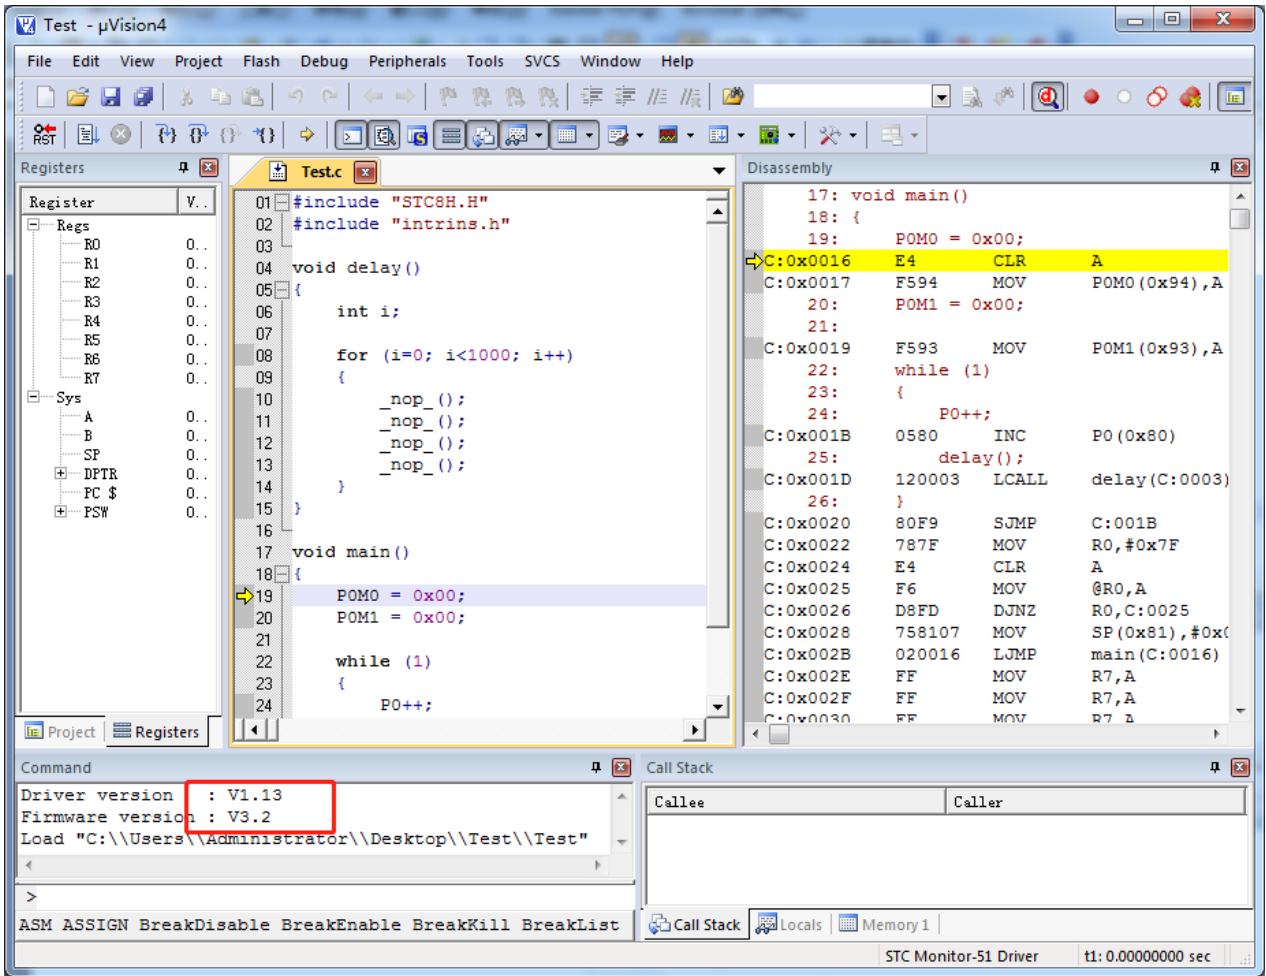 Test - µVision4
File Edit View Project Flash Debug Peripherals Tools SVCS Window Help
RST
Registers
Register V..
Regs
R0 0..
R1 0..
R2 0..
R3 0..
R4 0..
R5 0..
R6 0..
R7 0..
Sys
A 0..
B 0..
SP 0..
DPTR 0..
PC $ 0..
PSW 0..
Project Registers
Test.c
01 #include "STC8H.H"
02 #include "intrins.h"
03
04 void delay()
05 {
06 int i;
07
08 for (i=0; i<1000; i++)
09 {
10 _nop_();
11 _nop_();
12 _nop_();
13 _nop_();
14 }
15 }
16
17 void main()
18 {
19 P0M0 = 0x00;
20 P0M1 = 0x00;
21
22 while (1)
23 {
24 P0++;
Disassembly
17: void main()
18: {
19: P0M0 = 0x00;
C:0x0016 E4 CLR A
C:0x0017 F594 MOV P0M0(0x94),A
20: P0M1 = 0x00;
21:
C:0x0019 F593 MOV P0M1(0x93),A
22: while (1)
23: {
24: P0++;
C:0x001B 0580 INC P0(0x80)
25: delay();
C:0x001D 120003 LCALL delay(C:0003)
26: }
C:0x0020 80F9 SJMP C:001B
C:0x0022 787F MOV R0,#0x7F
C:0x0024 E4 CLR A
C:0x0025 F6 MOV @R0,A
C:0x0026 D8FD DJNZ R0,C:0025
C:0x0028 758107 MOV SP(0x81),#0x0
C:0x002B 020016 LJMP main(C:0016)
C:0x002E FF MOV R7,A
C:0x002F FF MOV R7,A
C:0x0030 FF MOV R7,A
Command
Driver version : V1.13
Firmware version : V3.2
Load "C:\\Users\\Administrator\\Desktop\\Test\\Test"
>
ASM ASSIGN BreakDisable BreakEnable BreakKill BreakList
Call Stack
Callee Caller
Call Stack Locals Memory 1
STC Monitor-51 Driver t1: 0.00000000 sec